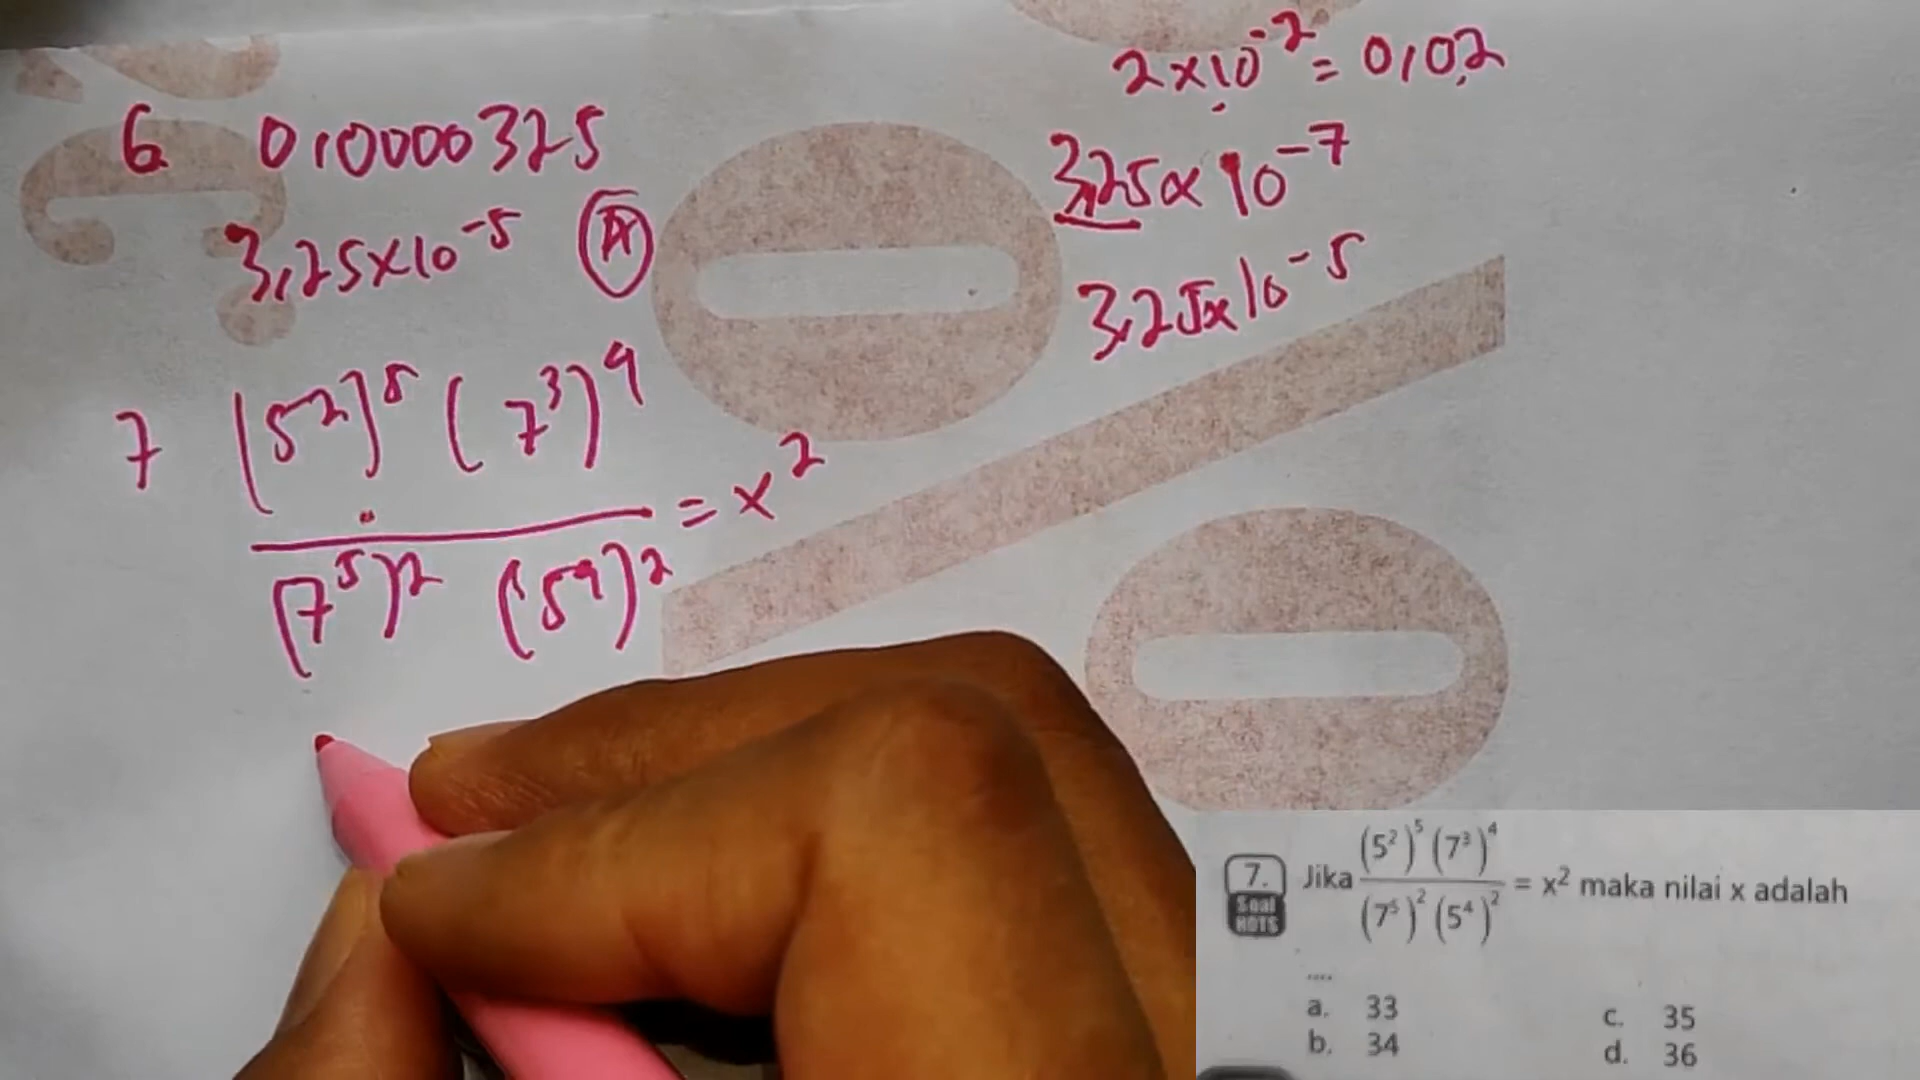 2×10⁻² = 0,02
6. 0,0000325
3,25×10⁻⁵ A
3,25×10⁻⁷
3,25×10⁻⁵
7 (5²)⁵ (7³)⁴
= x²
(7⁵)² (5⁴)²
7. Jika (5²)⁵ (7³)⁴ / (7⁵)² (5⁴)² = x² maka nilai x adalah
Soal
HOTS
....
a. 33
b. 34
c. 35
d. 36